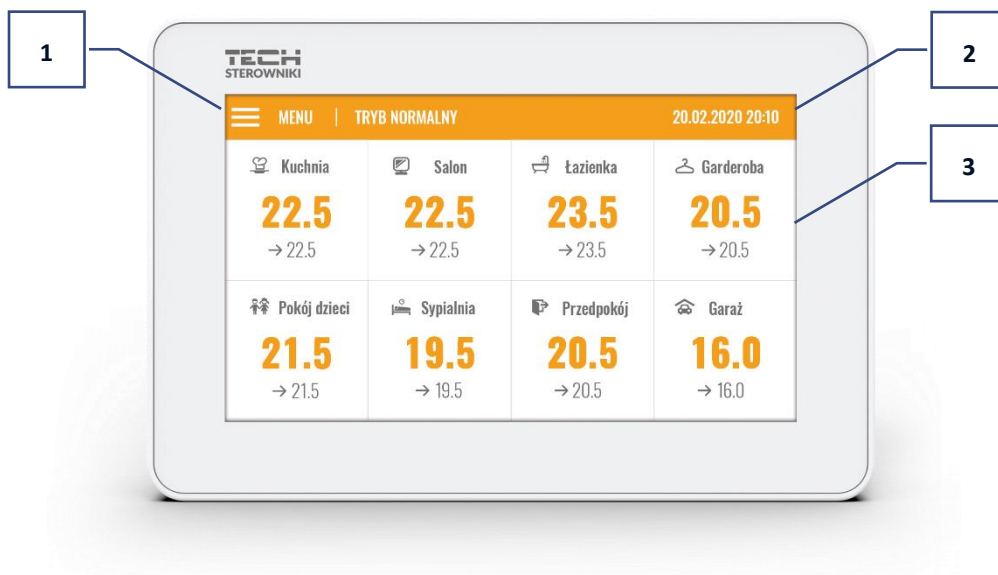 1
2
3
TECH
STEROWNIKI
MENU | TRYB NORMALNY 20.02.2020 20:10
Kuchnia Salon Łazienka Garderoba
22.5 22.5 23.5 20.5
→ 22.5 → 22.5 → 23.5 → 20.5
Pokój dzieci Sypialnia Przedpokój Garaż
21.5 19.5 20.5 16.0
→ 21.5 → 19.5 → 20.5 → 16.0